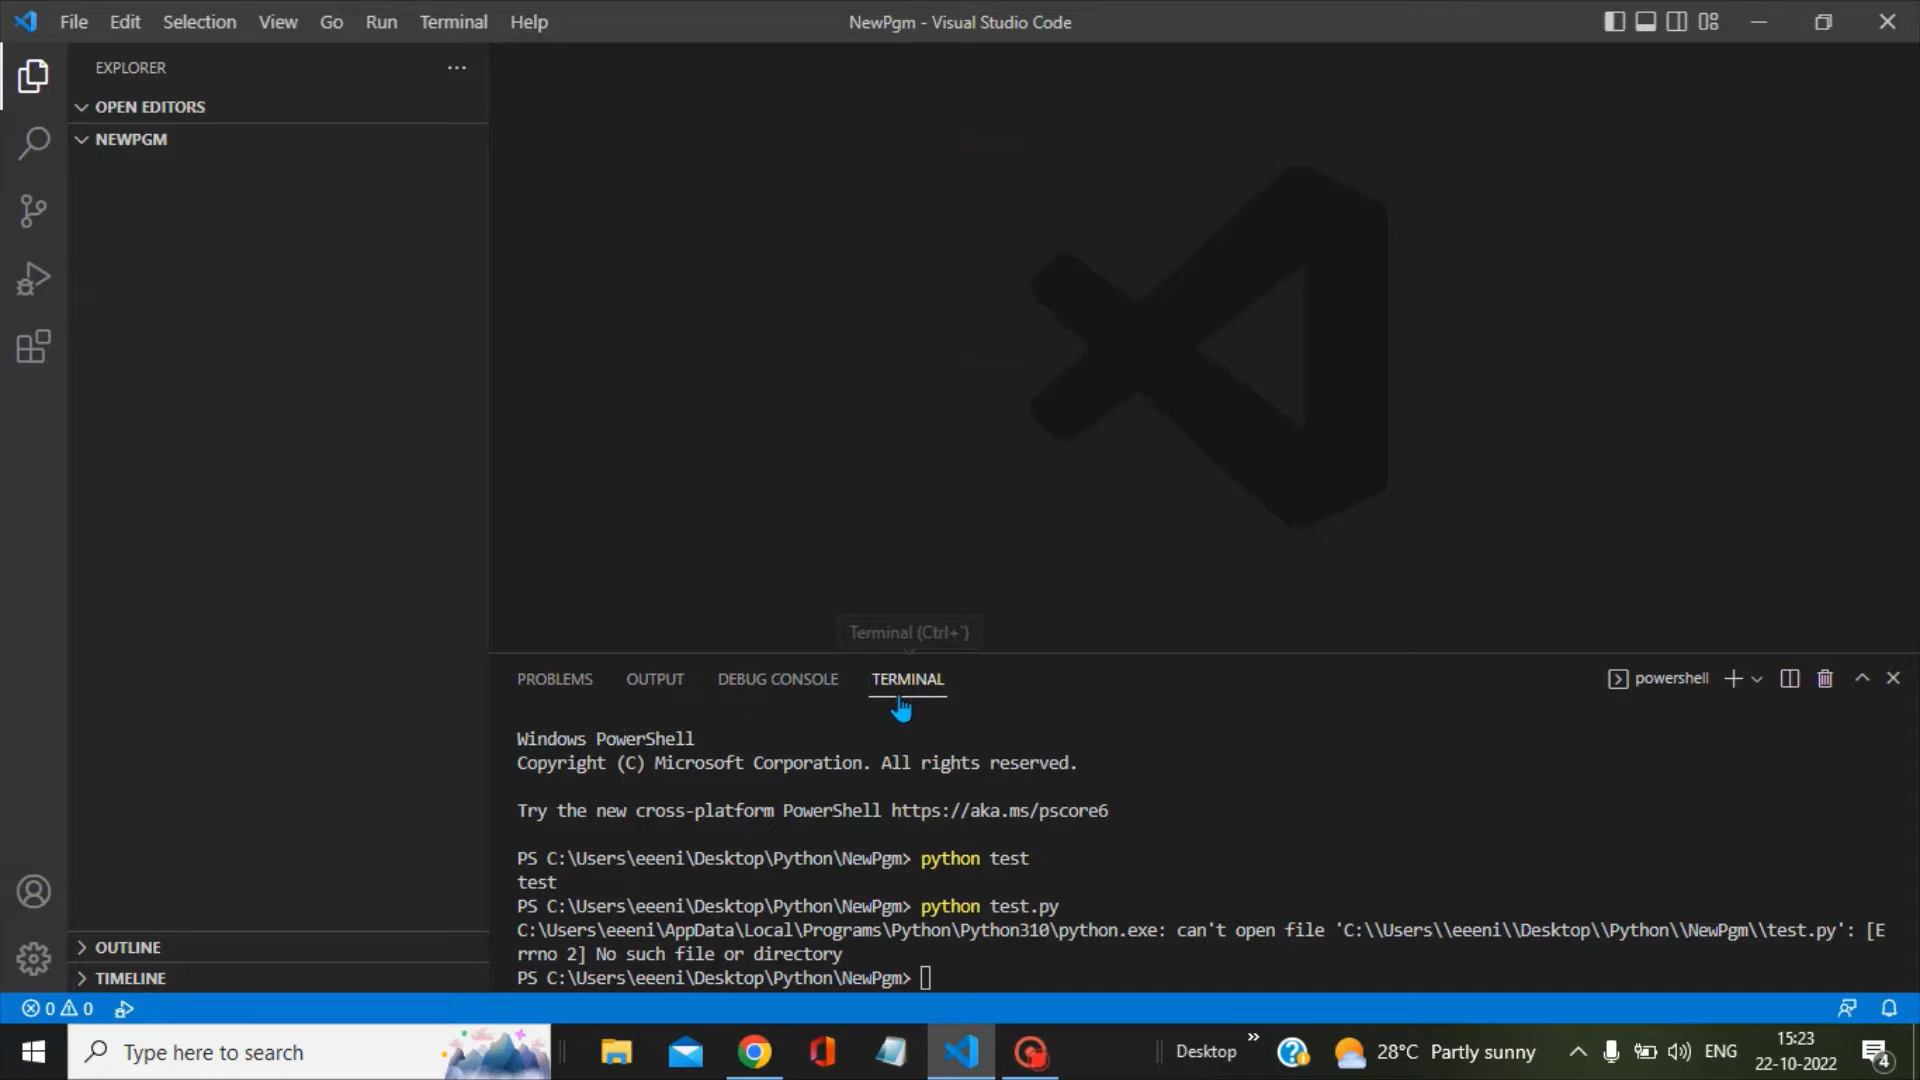 File Edit Selection View Go Run Terminal Help
NewPgm - Visual Studio Code
EXPLORER
OPEN EDITORS
NEWPGM
OUTLINE
TIMELINE
Terminal (Ctrl+`)
PROBLEMS OUTPUT DEBUG CONSOLE TERMINAL
powershell
Windows PowerShell
Copyright (C) Microsoft Corporation. All rights reserved.
Try the new cross-platform PowerShell https://aka.ms/pscore6
PS C:\Users\eeeni\Desktop\Python\NewPgm> python test
test
PS C:\Users\eeeni\Desktop\Python\NewPgm> python test.py
C:\Users\eeeni\AppData\Local\Programs\Python\Python310\python.exe: can't open file 'C:\\Users\\eeeni\\Desktop\\Python\\NewPgm\\test.py': [E
rrno 2] No such file or directory
PS C:\Users\eeeni\Desktop\Python\NewPgm>
0 0
Type here to search
Desktop
28°C Partly sunny
ENG
15:23
22-10-2022
4